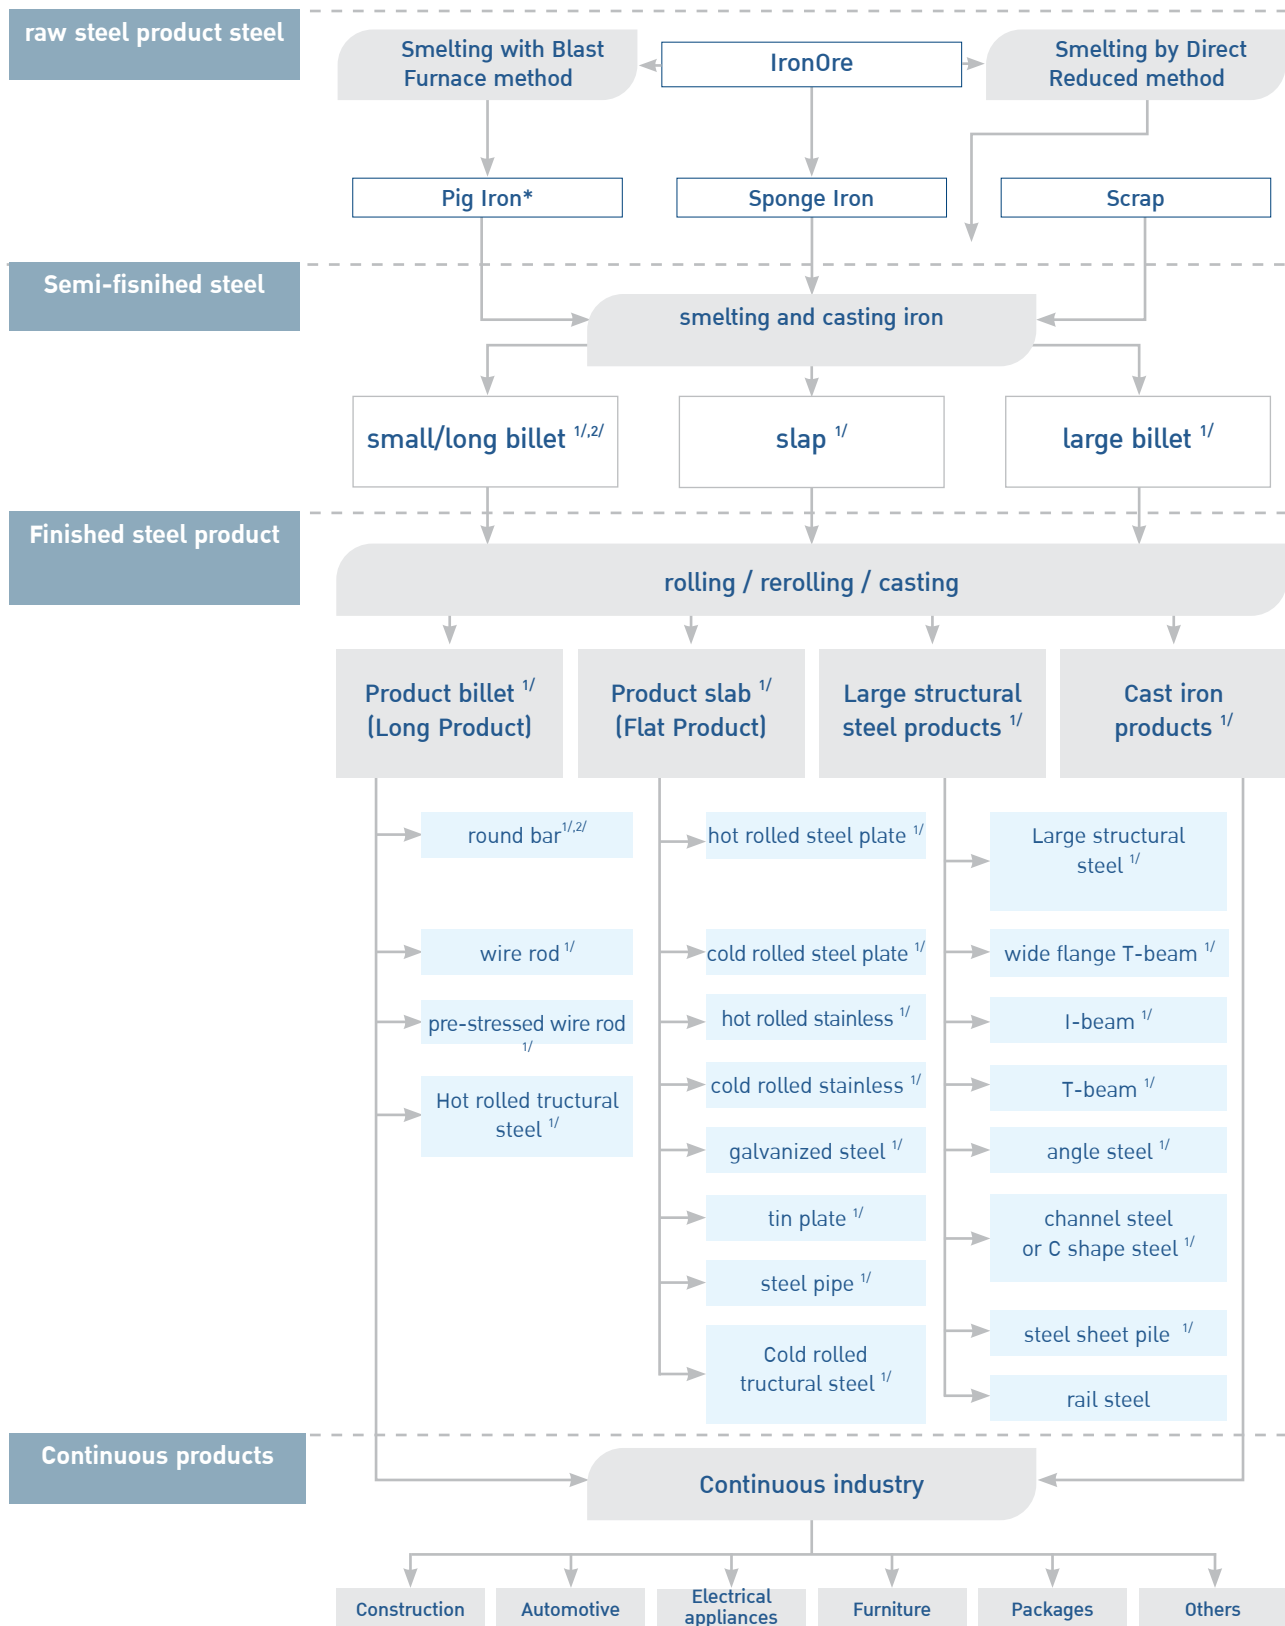 raw steel product steel
Smelting with Blast
Furnace method
IronOre
Smelting by Direct
Reduced method
Pig Iron*
Sponge Iron
Scrap
Semi-fisnihed steel
smelting and casting iron
small/long billet 1/,2/
slap 1/
large billet 1/
Finished steel product
rolling / rerolling / casting
Product billet 1/
(Long Product)
Product slab 1/
(Flat Product)
Large structural
steel products 1/
Cast iron
products 1/
round bar1/,2/
wire rod 1/
pre-stressed wire rod
1/
Hot rolled tructural
steel 1/
hot rolled steel plate 1/
cold rolled steel plate 1/
hot rolled stainless 1/
cold rolled stainless 1/
galvanized steel 1/
tin plate 1/
steel pipe 1/
Cold rolled
tructural steel 1/
Large structural
steel 1/
wide flange T-beam 1/
I-beam 1/
T-beam 1/
angle steel 1/
channel steel
or C shape steel 1/
steel sheet pile 1/
rail steel
Continuous products
Continuous industry
Construction
Automotive
Electrical
appliances
Furniture
Packages
Others